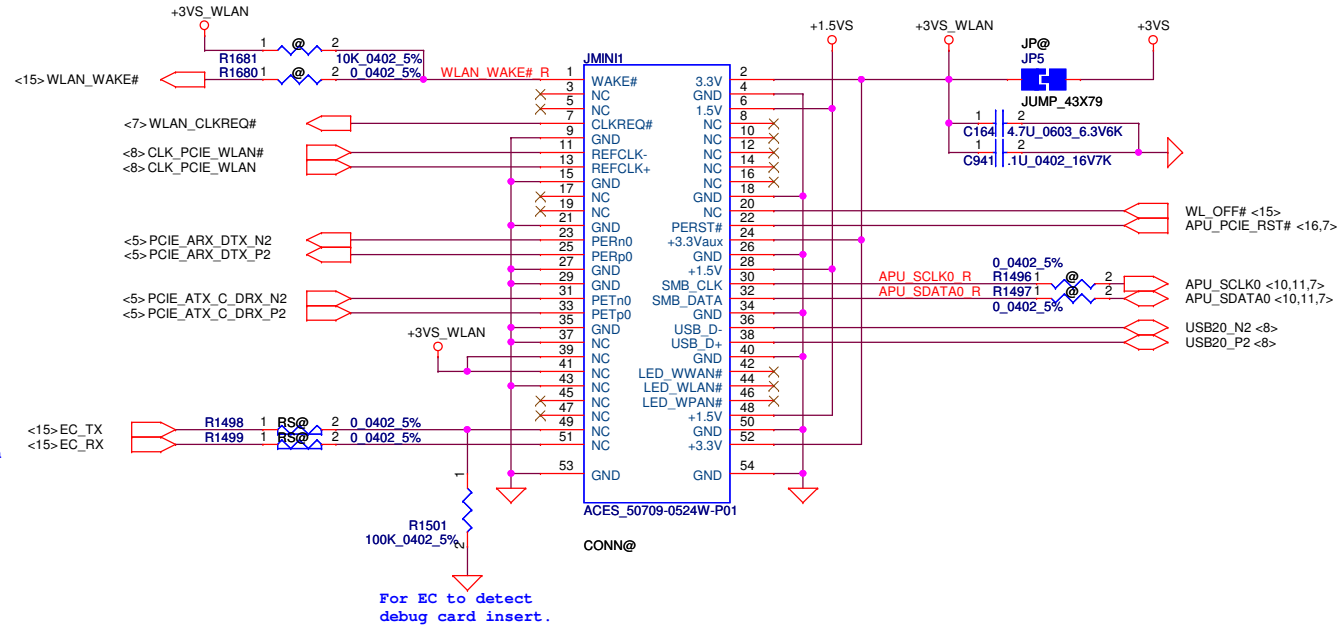 +3VS_WLAN
+1.5VS
+3VS_WLAN
+3VS
1 @ 2
R1681 10K_0402_5%
R1680 1 @ 2 0_0402_5%
<15> WLAN_WAKE#
WLAN_WAKE#_R
JP@
JP5
JUMP_43X79
1 2
C164 4.7U_0603_6.3V6K
1 2
C941 .1U_0402_16V7K
JMINI1
1 WAKE# 3.3V 2
3 NC GND 4
5 NC 1.5V 6
<7> WLAN_CLKREQ# 7 CLKREQ# NC 8
9 GND NC 10
<8> CLK_PCIE_WLAN# 11 REFCLK- NC 12
<8> CLK_PCIE_WLAN 13 REFCLK+ NC 14
15 GND NC 16
17 NC GND 18
19 NC NC 20 WL_OFF# <15>
21 GND PERST# 22 APU_PCIE_RST# <16,7>
<5> PCIE_ARX_DTX_N2 23 PERn0 +3.3Vaux 24
<5> PCIE_ARX_DTX_P2 25 PERp0 GND 26
27 GND +1.5V 28
0_0402_5%
29 GND SMB_CLK 30 APU_SCLK0_R R1496 1 @ 2 APU_SCLK0 <10,11,7>
<5> PCIE_ATX_C_DRX_N2 31 PETn0 SMB_DATA 32 APU_SDATA0_R R1497 1 @ 2 APU_SDATA0 <10,11,7>
0_0402_5%
<5> PCIE_ATX_C_DRX_P2 33 PETp0 GND 34
35 GND USB_D- 36 USB20_N2 <8>
+3VS_WLAN
37 NC USB_D+ 38 USB20_P2 <8>
39 NC GND 40
41 NC LED_WWAN# 42
43 NC LED_WLAN# 44
45 NC LED_WPAN# 46
47 NC +1.5V 48
<15> EC_TX R1498 1 RS@ 2 0_0402_5% 49 NC GND 50
<15> EC_RX R1499 1 RS@ 2 0_0402_5% 51 NC +3.3V 52
53 GND GND 54
ACES_50709-0524W-P01
CONN@
1
R1501
100K_0402_5%
2
For EC to detect
debug card insert.